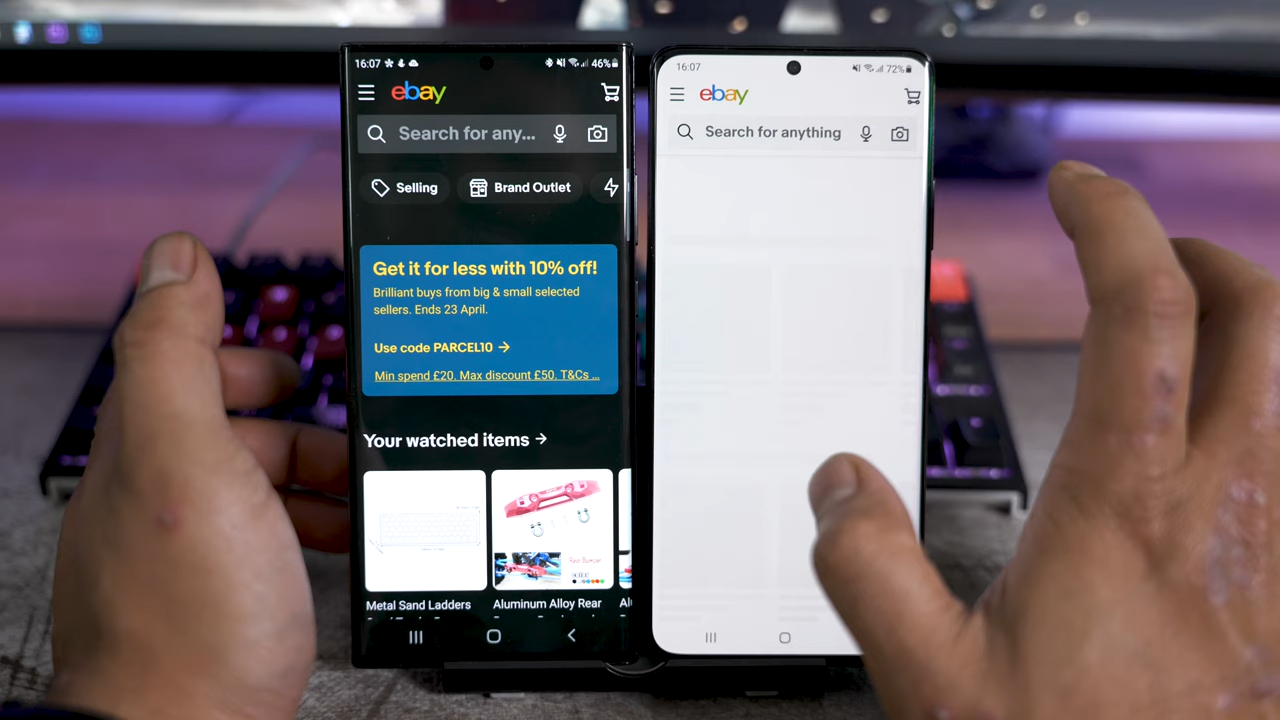 16:07
46%
ebay
Search for any...
Selling
Brand Outlet
Get it for less with 10% off!
Brilliant buys from big & small selected
sellers. Ends 23 April.
Use code PARCEL10
Min spend £20. Max discount £50. T&Cs ...
Your watched items
Rear Bumper
Metal Sand Ladders
Aluminum Alloy Rear
16:07
72%
ebay
Search for anything